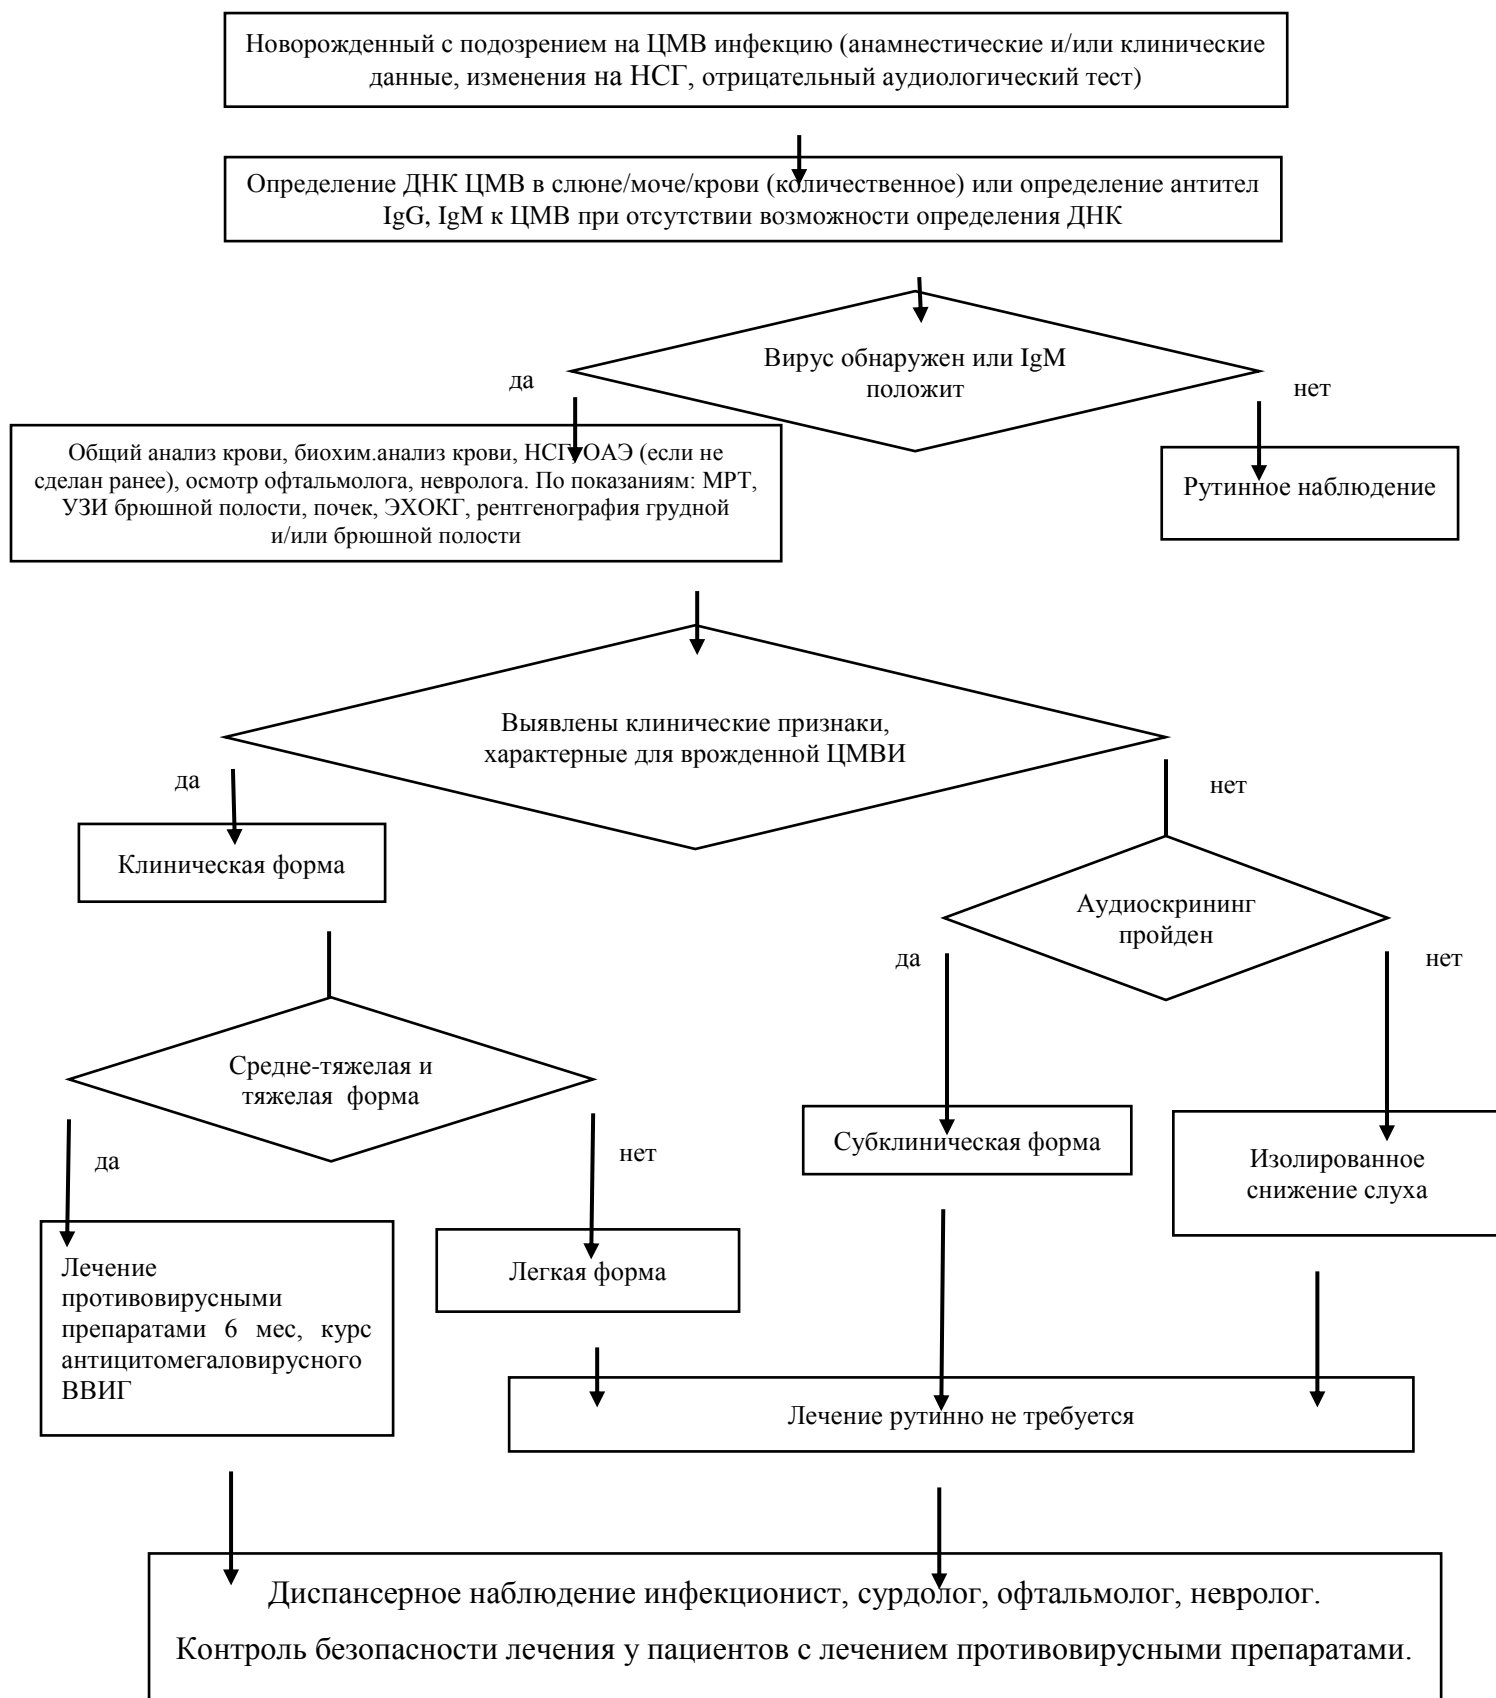 Новорожденный с подозрением на ЦМВ инфекцию (анамнестические и/или клинические
данные, изменения на НСГ, отрицательный аудиологический тест)
Определение ДНК ЦМВ в слюне/моче/крови (количественное) или определение антител
IgG, IgM к ЦМВ при отсутствии возможности определения ДНК
Вирус обнаружен или IgM
положит
да
нет
Общий анализ крови, биохим.анализ крови, НСГ, ОАЭ (если не
сделан ранее), осмотр офтальмолога, невролога. По показаниям: МРТ,
УЗИ брюшной полости, почек, ЭХОКГ, рентгенография грудной
и/или брюшной полости
Рутинное наблюдение
Выявлены клинические признаки,
характерные для врожденной ЦМВИ
да
нет
Клиническая форма
Аудиоскрининг
пройден
да
нет
Средне-тяжелая и
тяжелая форма
да
нет
Субклиническая форма
Изолированное
снижение слуха
Лечение
противовирусными
препаратами 6 мес, курс
антицитомегаловирусного
ВВИГ
Легкая форма
Лечение рутинно не требуется
Диспансерное наблюдение инфекционист, сурдолог, офтальмолог, невролог.
Контроль безопасности лечения у пациентов с лечением противовирусными препаратами.